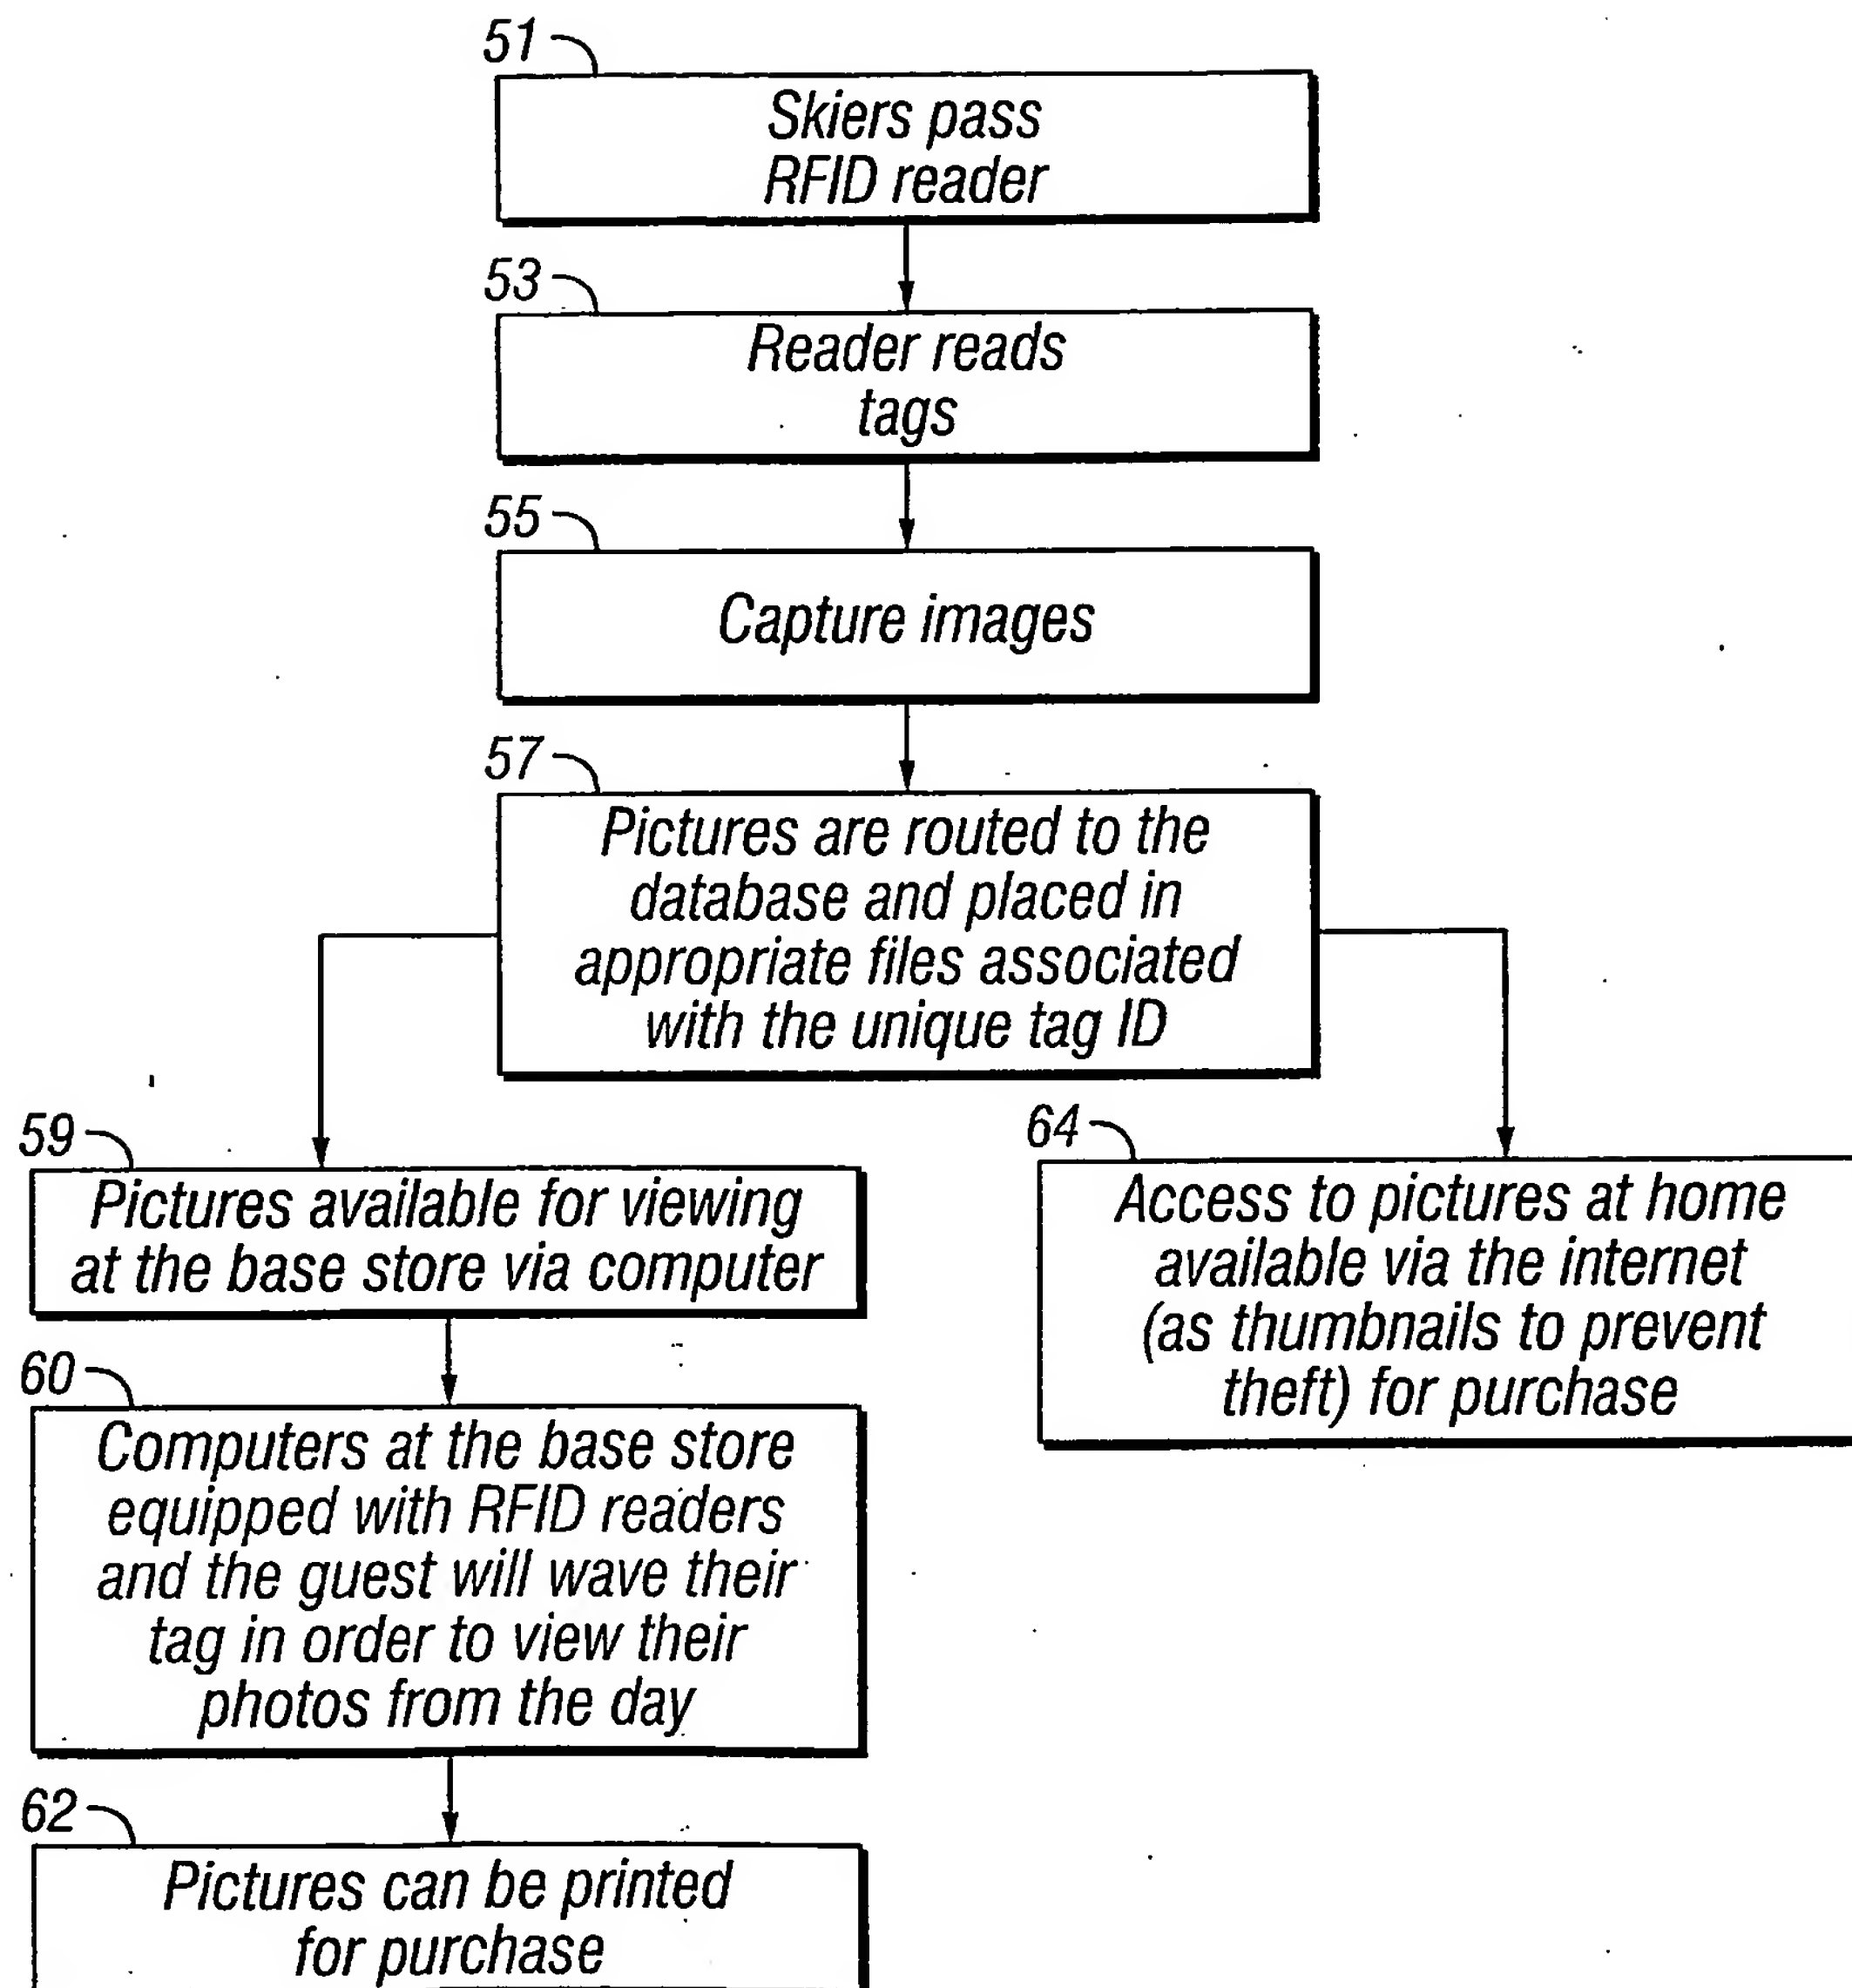 51
Skiers pass
RFID reader
53
Reader reads
tags
55
Capture images
57
Pictures are routed to the
database and placed in
appropriate files associated
with the unique tag ID
59
Pictures available for viewing
at the base store via computer
64
Access to pictures at home
available via the internet
(as thumbnails to prevent
theft) for purchase
60
Computers at the base store
equipped with RFID readers
and the guest will wave their
tag in order to view their
photos from the day
62
Pictures can be printed
for purchase